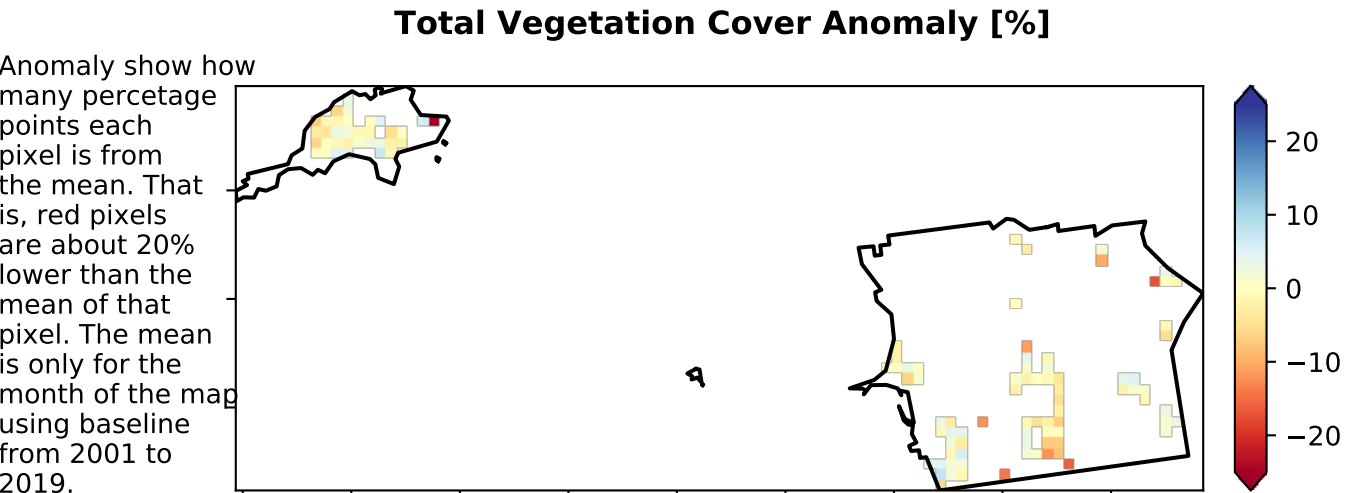 Total Vegetation Cover Anomaly [%]
Anomaly show how
many percetage
points each
pixel is from
the mean. That
is, red pixels
are about 20%
lower than the
mean of that
pixel. The mean
is only for the
month of the map
using baseline
from 2001 to
2019.
20
10
0
−10
−20